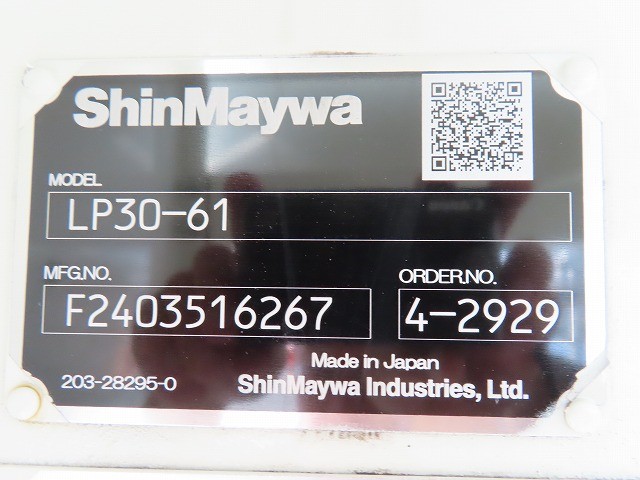 ShinMaywa
MODEL
LP30-61
MFG.NO.
ORDER.NO.
F2403516267
4-2929
Made in Japan
203-28295-0
ShinMaywa Industries, Ltd.